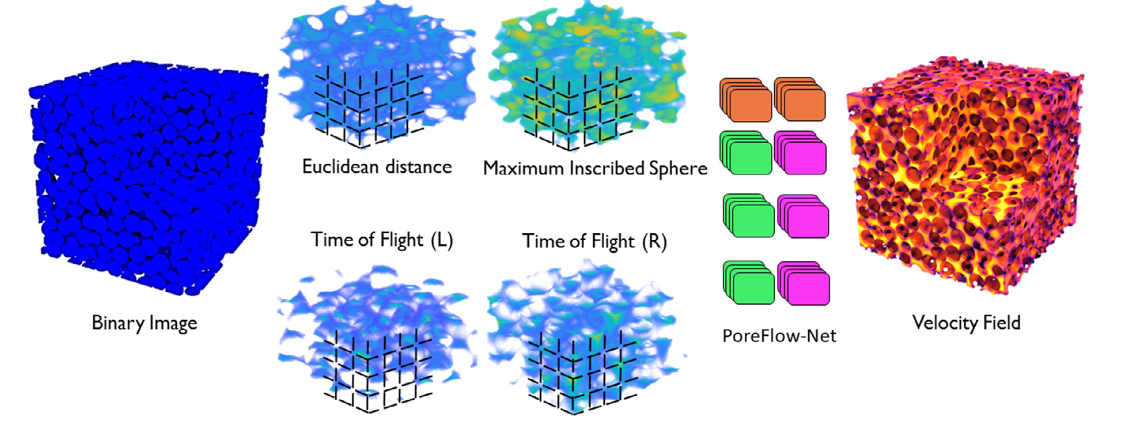 Euclidean distance
Maximum Inscribed Sphere
Time of Flight (L)
Time of Flight (R)
Binary Image
PoreFlow-Net
Velocity Field